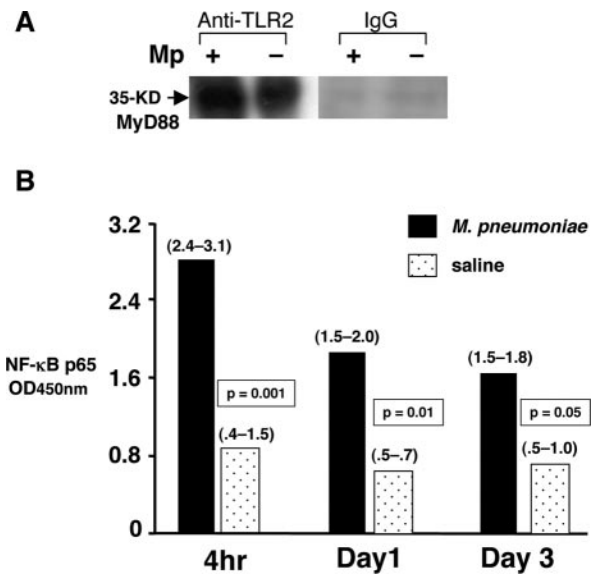 A
Anti-TLR2 IgG
Mp + – + –
35-KD
MyD88
B
3.2
2.4
1.6
0.8
0
NF-κB p65
OD450nm
M. pneumoniae
saline
(2.4–3.1)
(1.5–2.0)
(1.5–1.8)
p = 0.001
p = 0.01
p = 0.05
(.4–1.5)
(.5–.7)
(.5–1.0)
4hr Day1 Day 3